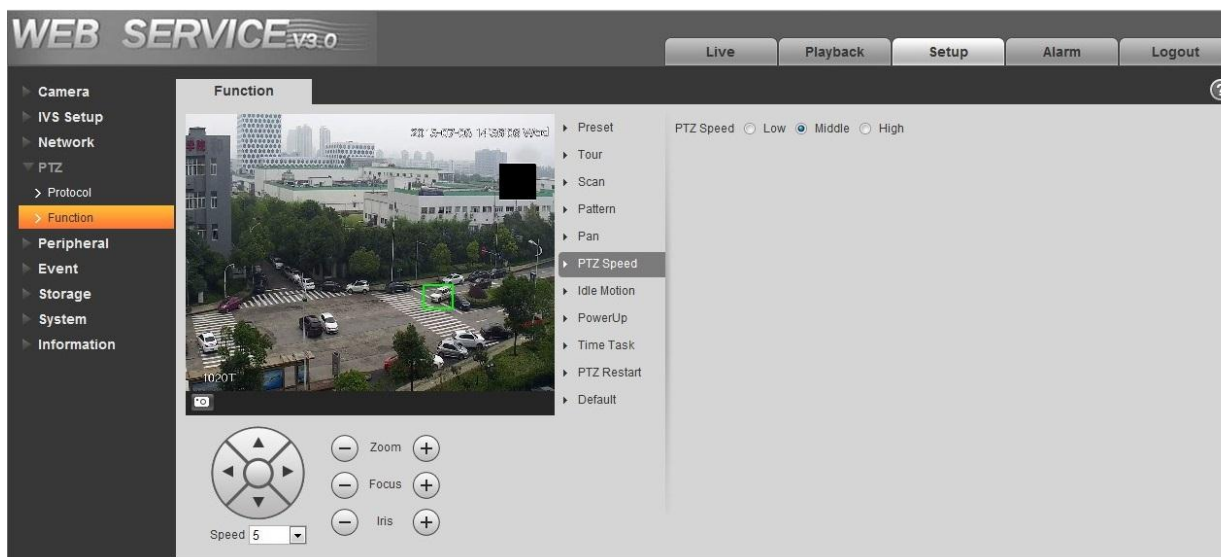 WEB SERVICE V3.0
Live
Playback
Setup
Alarm
Logout
Camera
IVS Setup
Network
PTZ
Protocol
Function
Peripheral
Event
Storage
System
Information
Function
?
Preset
Tour
Scan
Pattern
Pan
PTZ Speed
Idle Motion
PowerUp
Time Task
PTZ Restart
Default
PTZ Speed Low Middle High
Zoom
Focus
Iris
Speed 5